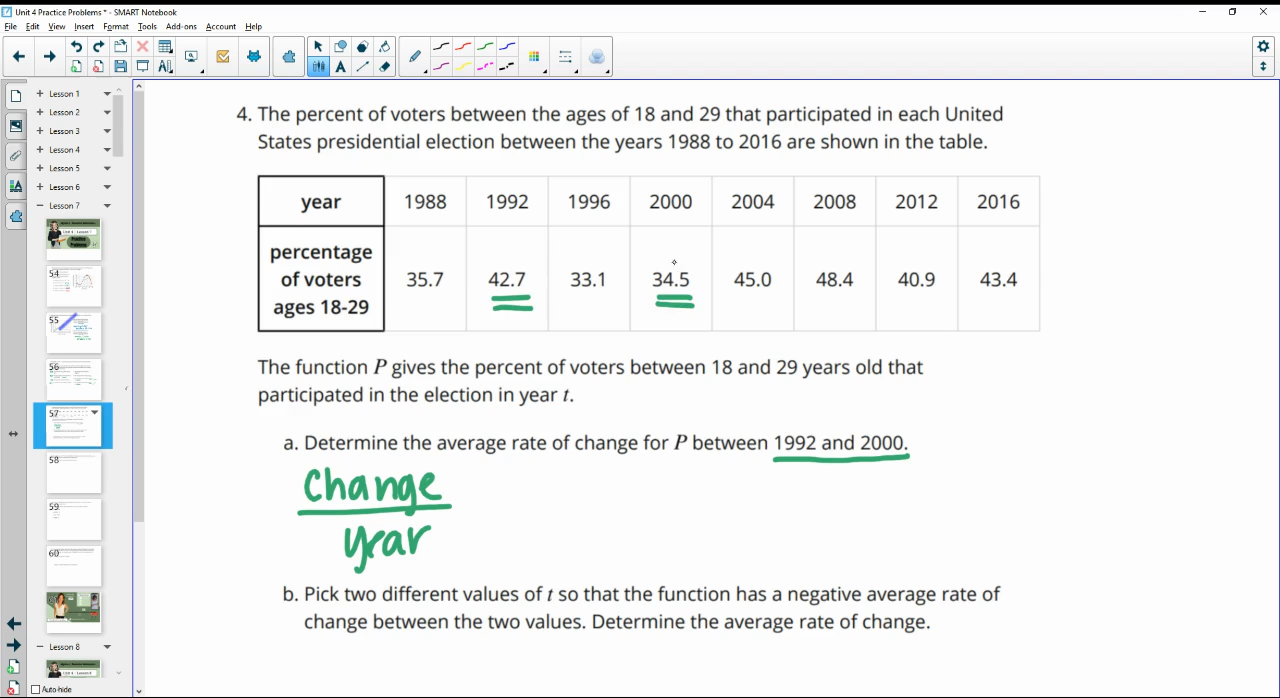 Unit 4 Practice Problems * - SMART Notebook
File Edit View Insert Format Tools Add-ons Account Help
Lesson 1
Lesson 2
Lesson 3
Lesson 4
Lesson 5
Lesson 6
Lesson 7
54
55
56
57
58
59
60
Lesson 8
Auto-hide
4. The percent of voters between the ages of 18 and 29 that participated in each United
States presidential election between the years 1988 to 2016 are shown in the table.
year 1988 1992 1996 2000 2004 2008 2012 2016
percentage
of voters 35.7 42.7 33.1 34.5 45.0 48.4 40.9 43.4
ages 18-29
The function P gives the percent of voters between 18 and 29 years old that
participated in the election in year t.
a. Determine the average rate of change for P between 1992 and 2000.
change
year
b. Pick two different values of t so that the function has a negative average rate of
change between the two values. Determine the average rate of change.